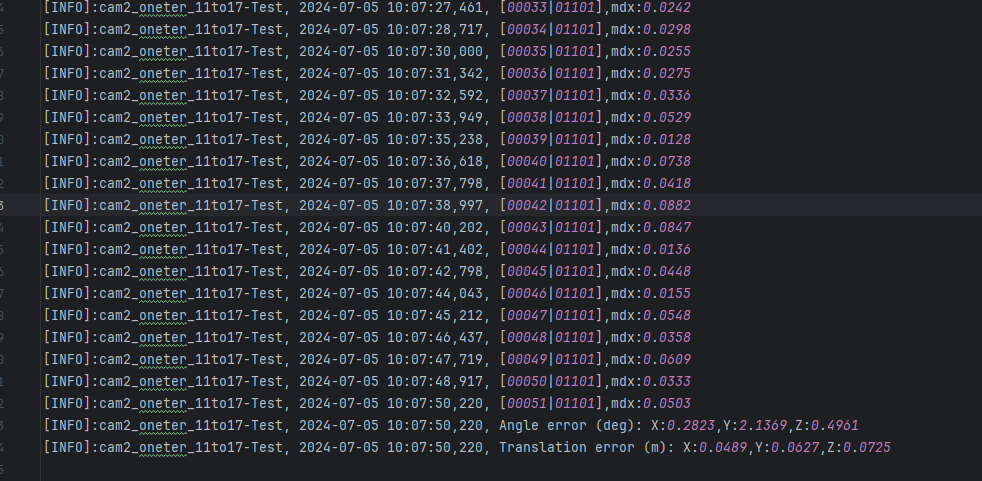 [INFO]:cam2_oneter_11to17-Test, 2024-07-05 10:07:27,461, [00033|01101],mdx:0.0242
[INFO]:cam2_oneter_11to17-Test, 2024-07-05 10:07:28,717, [00034|01101],mdx:0.0298
[INFO]:cam2_oneter_11to17-Test, 2024-07-05 10:07:30,000, [00035|01101],mdx:0.0255
[INFO]:cam2_oneter_11to17-Test, 2024-07-05 10:07:31,342, [00036|01101],mdx:0.0275
[INFO]:cam2_oneter_11to17-Test, 2024-07-05 10:07:32,592, [00037|01101],mdx:0.0336
[INFO]:cam2_oneter_11to17-Test, 2024-07-05 10:07:33,949, [00038|01101],mdx:0.0529
[INFO]:cam2_oneter_11to17-Test, 2024-07-05 10:07:35,238, [00039|01101],mdx:0.0128
[INFO]:cam2_oneter_11to17-Test, 2024-07-05 10:07:36,618, [00040|01101],mdx:0.0738
[INFO]:cam2_oneter_11to17-Test, 2024-07-05 10:07:37,798, [00041|01101],mdx:0.0418
[INFO]:cam2_oneter_11to17-Test, 2024-07-05 10:07:38,997, [00042|01101],mdx:0.0882
[INFO]:cam2_oneter_11to17-Test, 2024-07-05 10:07:40,202, [00043|01101],mdx:0.0847
[INFO]:cam2_oneter_11to17-Test, 2024-07-05 10:07:41,402, [00044|01101],mdx:0.0136
[INFO]:cam2_oneter_11to17-Test, 2024-07-05 10:07:42,798, [00045|01101],mdx:0.0448
[INFO]:cam2_oneter_11to17-Test, 2024-07-05 10:07:44,043, [00046|01101],mdx:0.0155
[INFO]:cam2_oneter_11to17-Test, 2024-07-05 10:07:45,212, [00047|01101],mdx:0.0548
[INFO]:cam2_oneter_11to17-Test, 2024-07-05 10:07:46,437, [00048|01101],mdx:0.0358
[INFO]:cam2_oneter_11to17-Test, 2024-07-05 10:07:47,719, [00049|01101],mdx:0.0609
[INFO]:cam2_oneter_11to17-Test, 2024-07-05 10:07:48,917, [00050|01101],mdx:0.0333
[INFO]:cam2_oneter_11to17-Test, 2024-07-05 10:07:50,220, [00051|01101],mdx:0.0503
[INFO]:cam2_oneter_11to17-Test, 2024-07-05 10:07:50,220, Angle error (deg): X:0.2823,Y:2.1369,Z:0.4961
[INFO]:cam2_oneter_11to17-Test, 2024-07-05 10:07:50,220, Translation error (m): X:0.0489,Y:0.0627,Z:0.0725